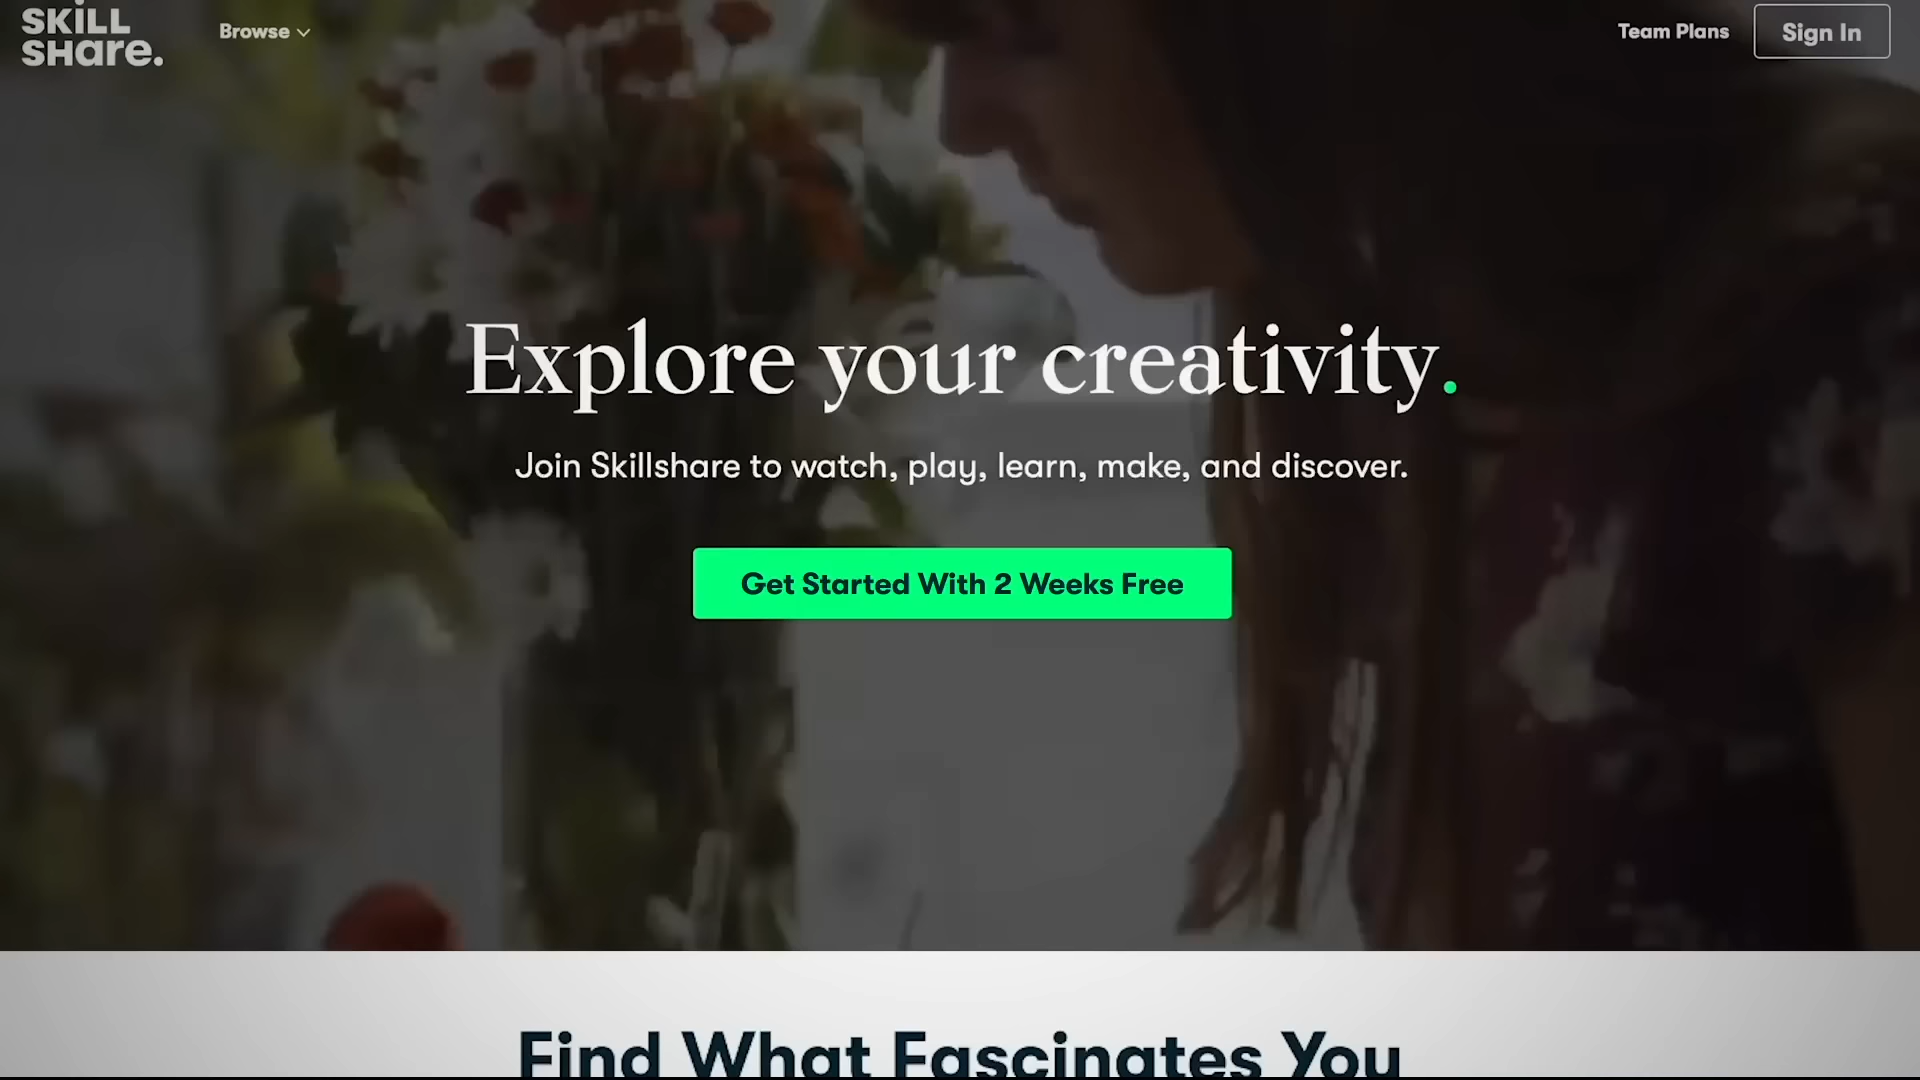 SKILL
SHare.
Browse
Team Plans
Sign In
Explore your creativity.
Join Skillshare to watch, play, learn, make, and discover.
Get Started With 2 Weeks Free
Find What Fascinates You